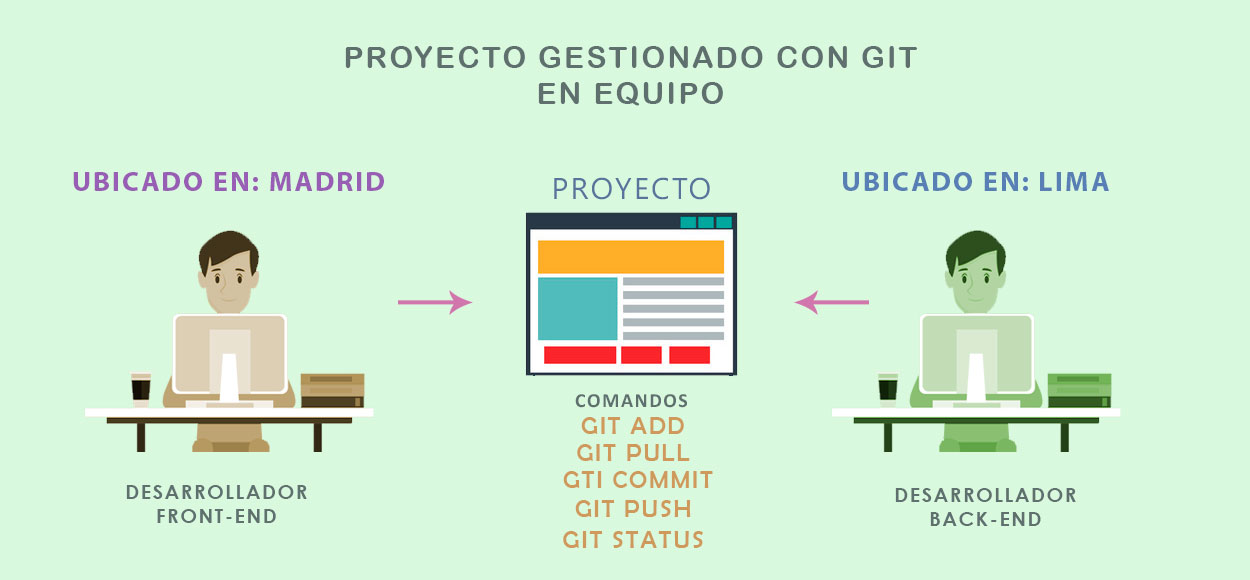 PROYECTO GESTIONADO CON GIT
EN EQUIPO
UBICADO EN: MADRID
PROYECTO
UBICADO EN: LIMA
COMANDOS
GIT ADD
GIT PULL
GTI COMMIT
GIT PUSH
GIT STATUS
DESARROLLADOR
FRONT-END
DESARROLLADOR
BACK-END